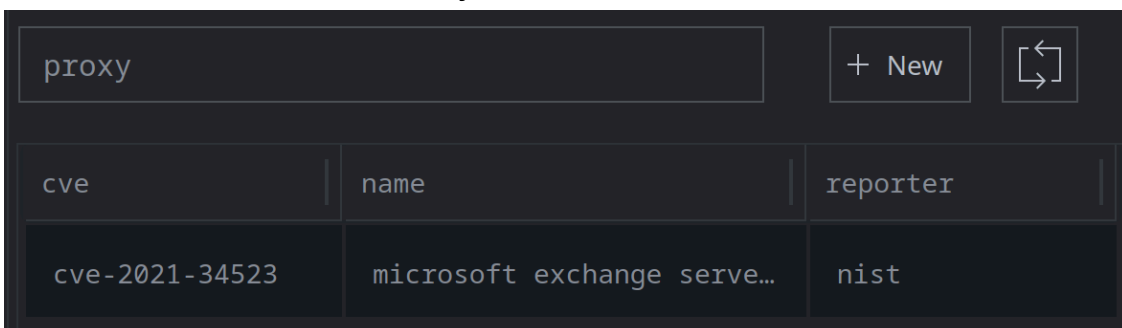 proxy
+ New
cve name reporter
cve-2021-34523 microsoft exchange serve… nist